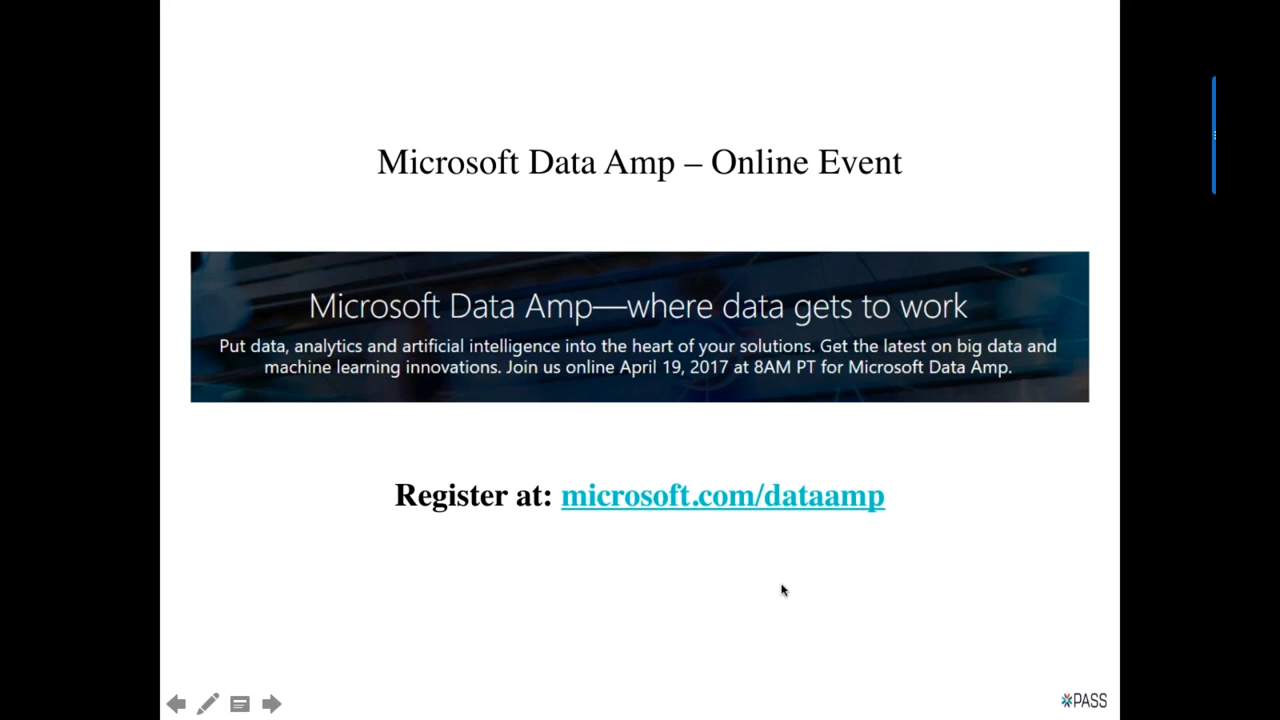 Microsoft Data Amp – Online Event
Microsoft Data Amp—where data gets to work
Put data, analytics and artificial intelligence into the heart of your solutions. Get the latest on big data and
machine learning innovations. Join us online April 19, 2017 at 8AM PT for Microsoft Data Amp.
Register at: microsoft.com/dataamp
PASS